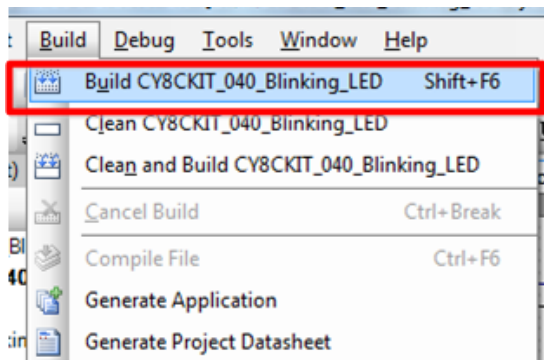 Build Debug Tools Window Help
Build CY8CKIT_040_Blinking_LED Shift+F6
Clean CY8CKIT_040_Blinking_LED
Clean and Build CY8CKIT_040_Blinking_LED
Cancel Build Ctrl+Break
Compile File Ctrl+F6
Generate Application
Generate Project Datasheet